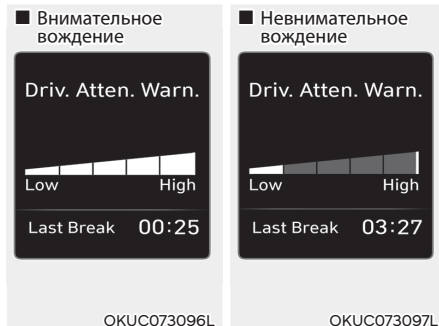 Внимательное
вождение
Driv. Atten. Warn.
Low High
Last Break 00:25
OKUC073096L
Невнимательное
вождение
Driv. Atten. Warn.
Low High
Last Break 03:27
OKUC073097L